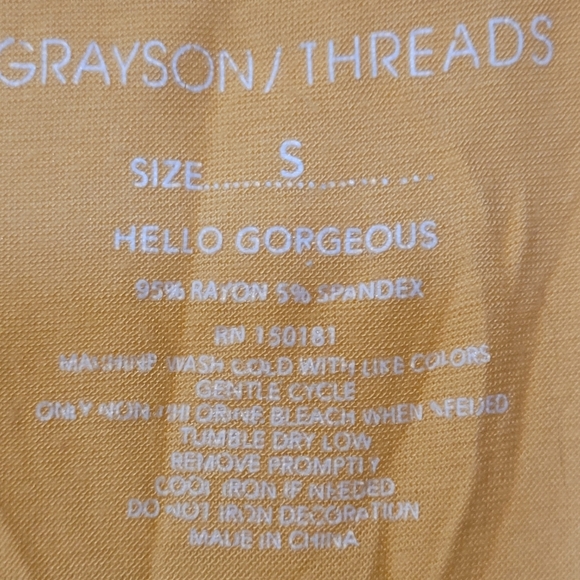 GRAYSON/THREADS
SIZE.....S..........
HELLO GORGEOUS
95% RAYON 5% SPANDEX
RN 150181
MACHINE WASH COLD WITH LIKE COLORS
GENTLE CYCLE
ONLY NON-CHLORINE BLEACH WHEN NEEDED
TUMBLE DRY LOW
REMOVE PROMPTLY
COOL IRON IF NEEDED
DO NOT IRON DECORATION
MADE IN CHINA